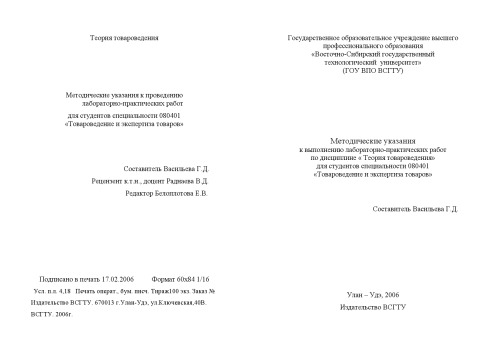 Теория товароведения
Методические указания к проведению
лабораторно-практических работ
для студентов специальности 080401
«Товароведение и экспертиза товаров»
Составитель Васильева Г.Д.
Рецензент к.т.н., доцент Раднаева В.Д.
Редактор Белоплотова Е.В.
Подписано в печать 17.02.2006 Формат 60х84 1/16
Усл. п.л. 4,18 Печать операт., бум. писч. Тираж100 экз. Заказ №
Издательство ВСГТУ. 670013 г.Улан-Удэ, ул.Ключевская,40В.
ВСГТУ. 2006г.
Государственное образовательное учреждение высшего
профессионального образования
«Восточно-Сибирский государственный
технологический университет»
(ГОУ ВПО ВСГТУ)
Методические указания
к выполнению лабораторно-практических работ
по дисциплине « Теория товароведения»
для студентов специальности 080401
«Товароведение и экспертиза товаров»
Составитель Васильева Г.Д.
Улан – Удэ, 2006
Издательство ВСГТУ